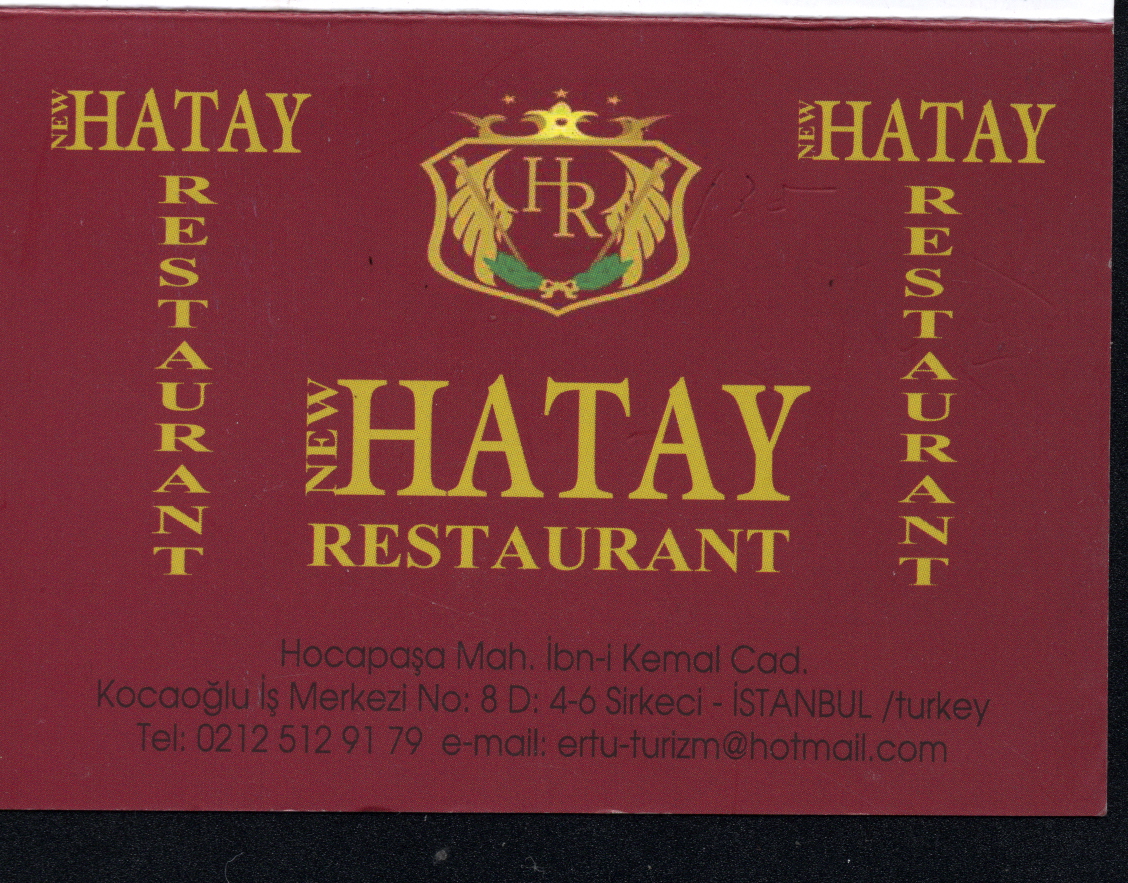 NEW HATAY
RESTAURANT
HR
NEW HATAY
RESTAURANT
NEW HATAY
RESTAURANT
Hocapaşa Mah. İbn-i Kemal Cad.
Kocaoğlu İş Merkezi No: 8 D: 4-6 Sirkeci - İSTANBUL /turkey
Tel: 0212 512 91 79 e-mail: ertu-turizm@hotmail.com